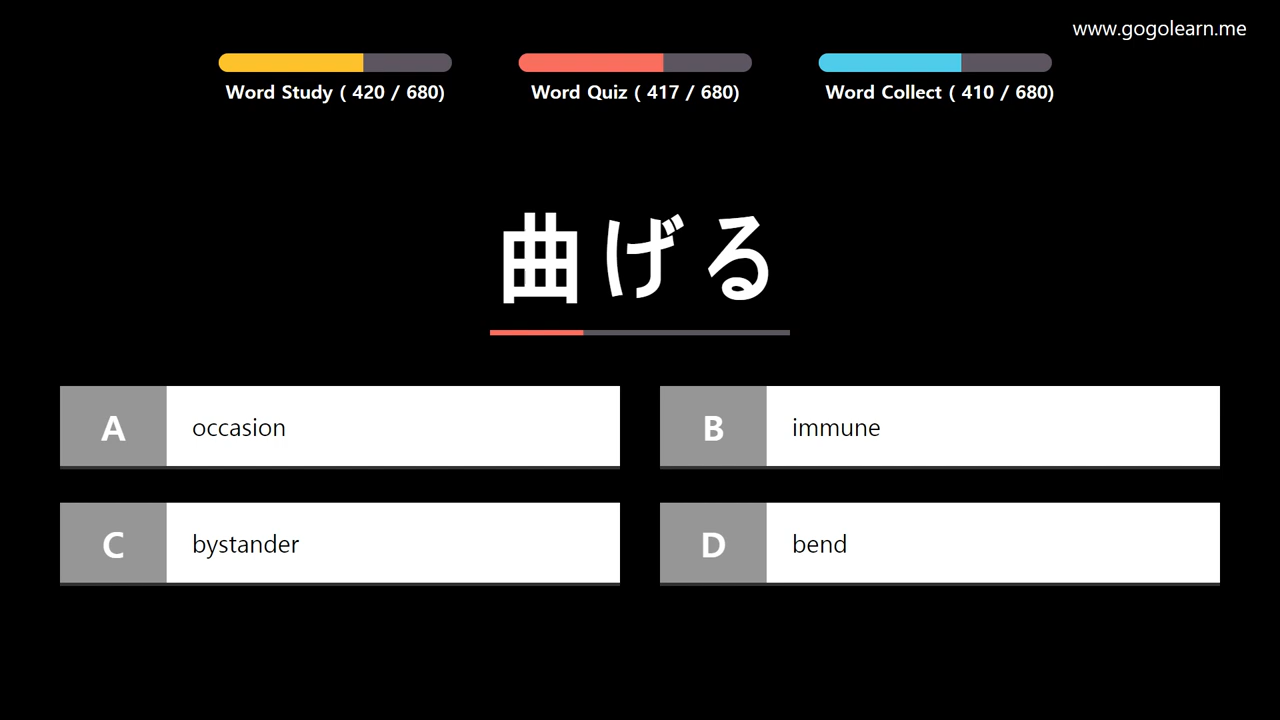 www.gogolearn.me
Word Study ( 420 / 680)
Word Quiz ( 417 / 680)
Word Collect ( 410 / 680)
曲げる
A occasion
B immune
C bystander
D bend